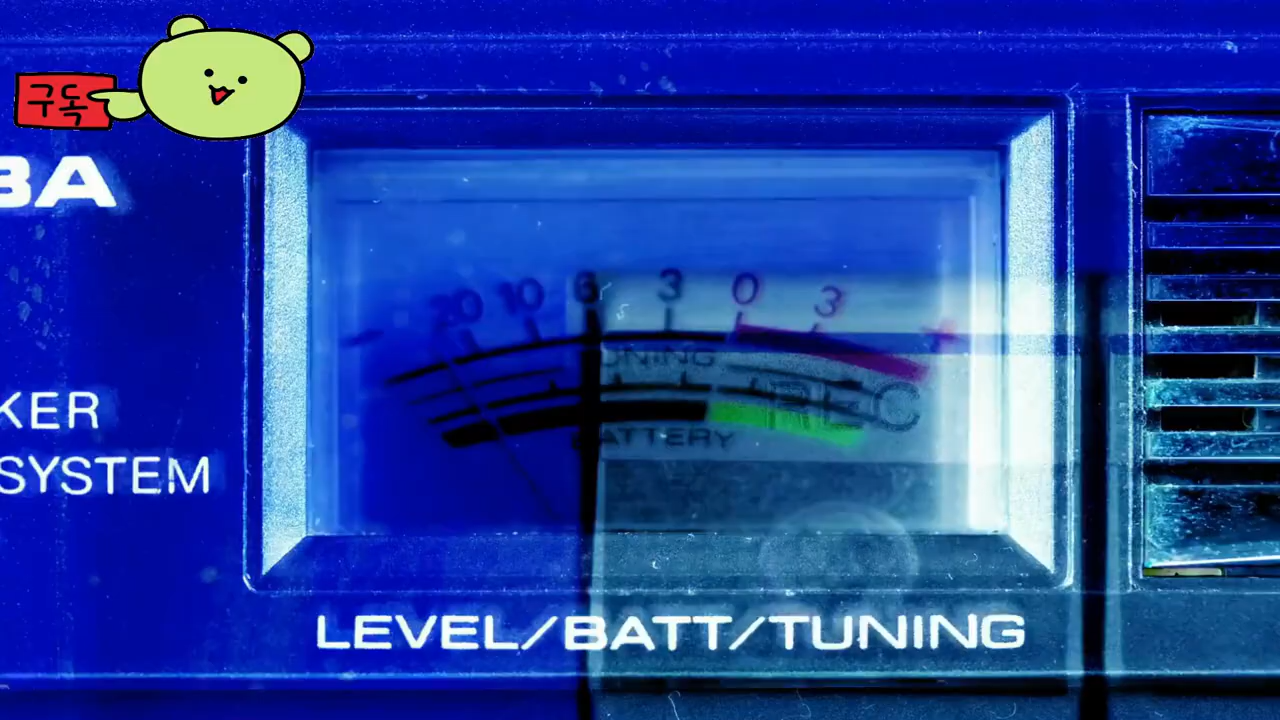 구독
BA
20 10 6 3 0 3 +
TUNING
REC
BATTERY
KER
SYSTEM
LEVEL/BATT/TUNING